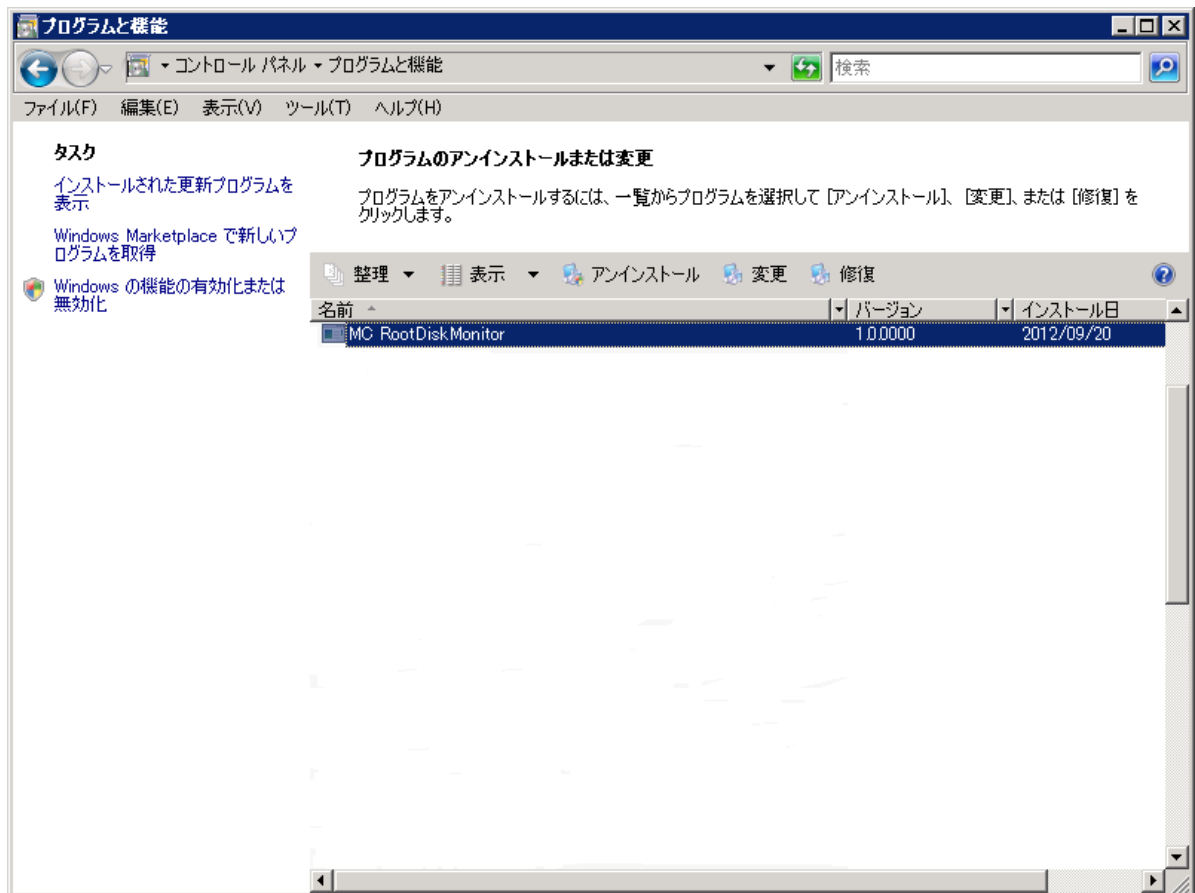 プログラムと機能
コントロール パネル プログラムと機能
検索
ファイル(F) 編集(E) 表示(V) ツール(T) ヘルプ(H)
タスク
インストールされた更新プログラムを
表示
Windows Marketplace で新しいプ
ログラムを取得
Windows の機能の有効化または
無効化
プログラムのアンインストールまたは変更
プログラムをアンインストールするには、一覧からプログラムを選択して [アンインストール]、[変更]、または [修復] を
クリックします。
整理 表示 アンインストール 変更 修復
名前 バージョン インストール日
MC RootDiskMonitor 1.0.0000 2012/09/20